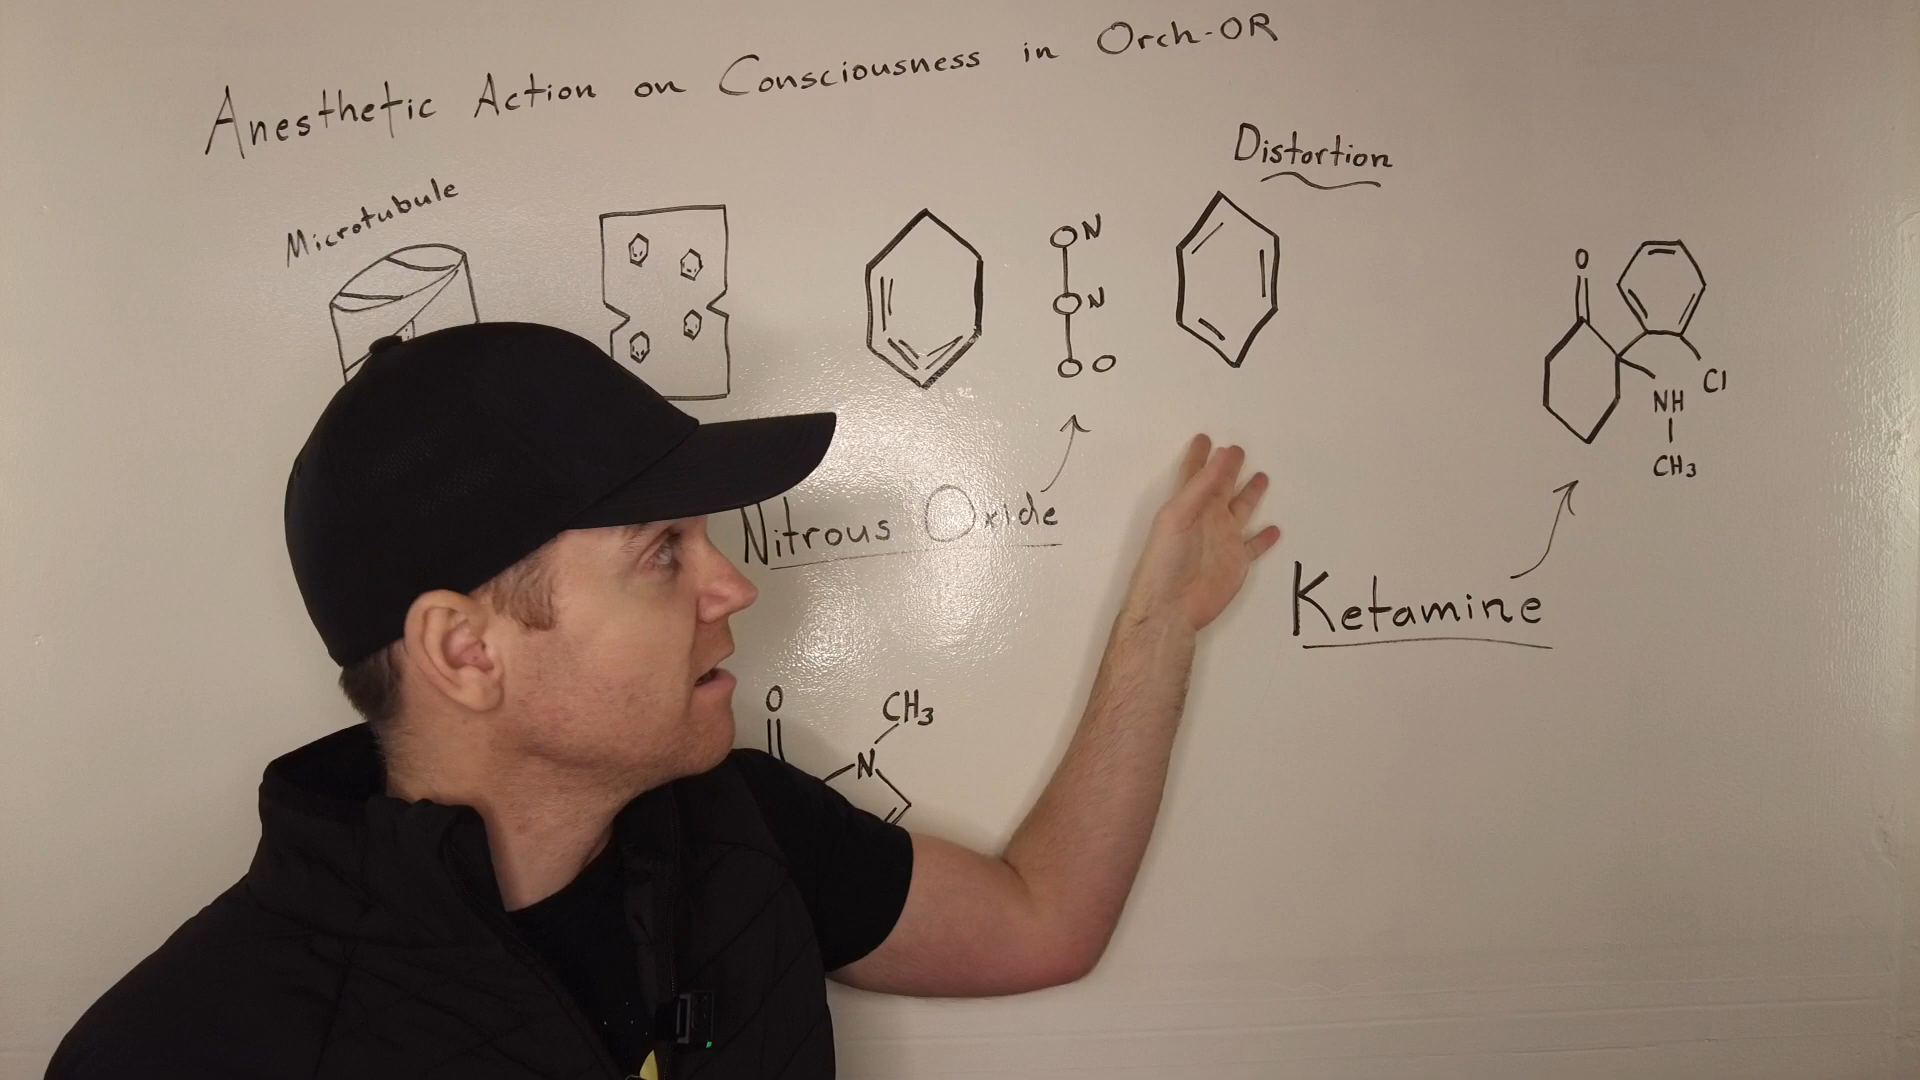 Anesthetic Action on Consciousness in Orch-OR
Distortion
Microtubule
N
N
O
O
Cl
NH
CH3
Nitrous Oxide
Ketamine
O
CH3
N